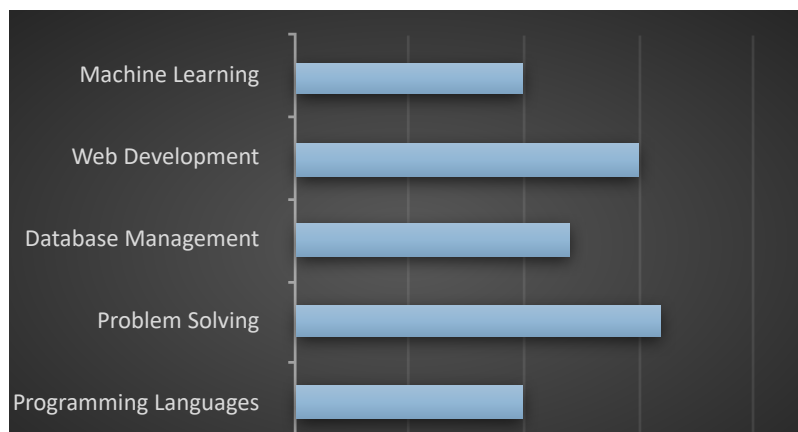 Machine Learning
Web Development
Database Management
Problem Solving
Programming Languages